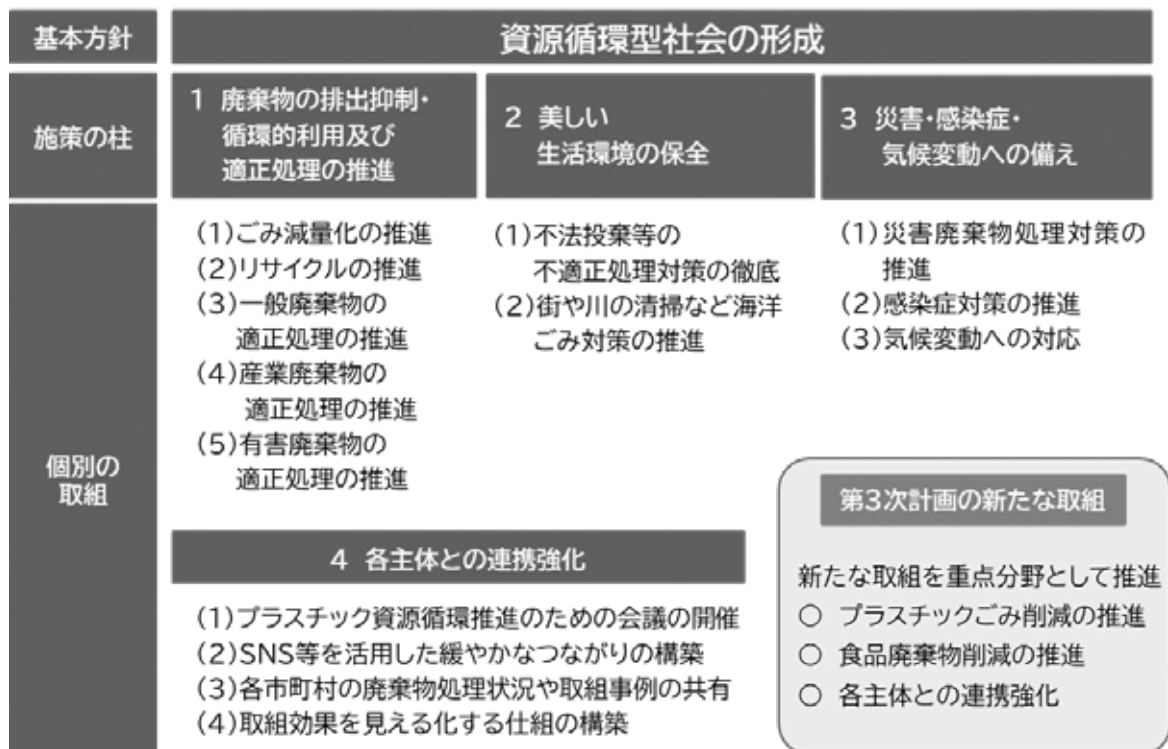 基本方針
資源循環型社会の形成
施策の柱
1 廃棄物の排出抑制・
循環的利用及び
適正処理の推進
2 美しい
生活環境の保全
3 災害・感染症・
気候変動への備え
個別の
取組
(1)ごみ減量化の推進
(2)リサイクルの推進
(3)一般廃棄物の
適正処理の推進
(4)産業廃棄物の
適正処理の推進
(5)有害廃棄物の
適正処理の推進
(1)不法投棄等の
不適正処理対策の徹底
(2)街や川の清掃など海洋
ごみ対策の推進
(1)災害廃棄物処理対策の
推進
(2)感染症対策の推進
(3)気候変動への対応
4 各主体との連携強化
(1)プラスチック資源循環推進のための会議の開催
(2)SNS等を活用した緩やかなつながりの構築
(3)各市町村の廃棄物処理状況や取組事例の共有
(4)取組効果を見える化する仕組の構築
第3次計画の新たな取組
新たな取組を重点分野として推進
○ プラスチックごみ削減の推進
○ 食品廃棄物削減の推進
○ 各主体との連携強化